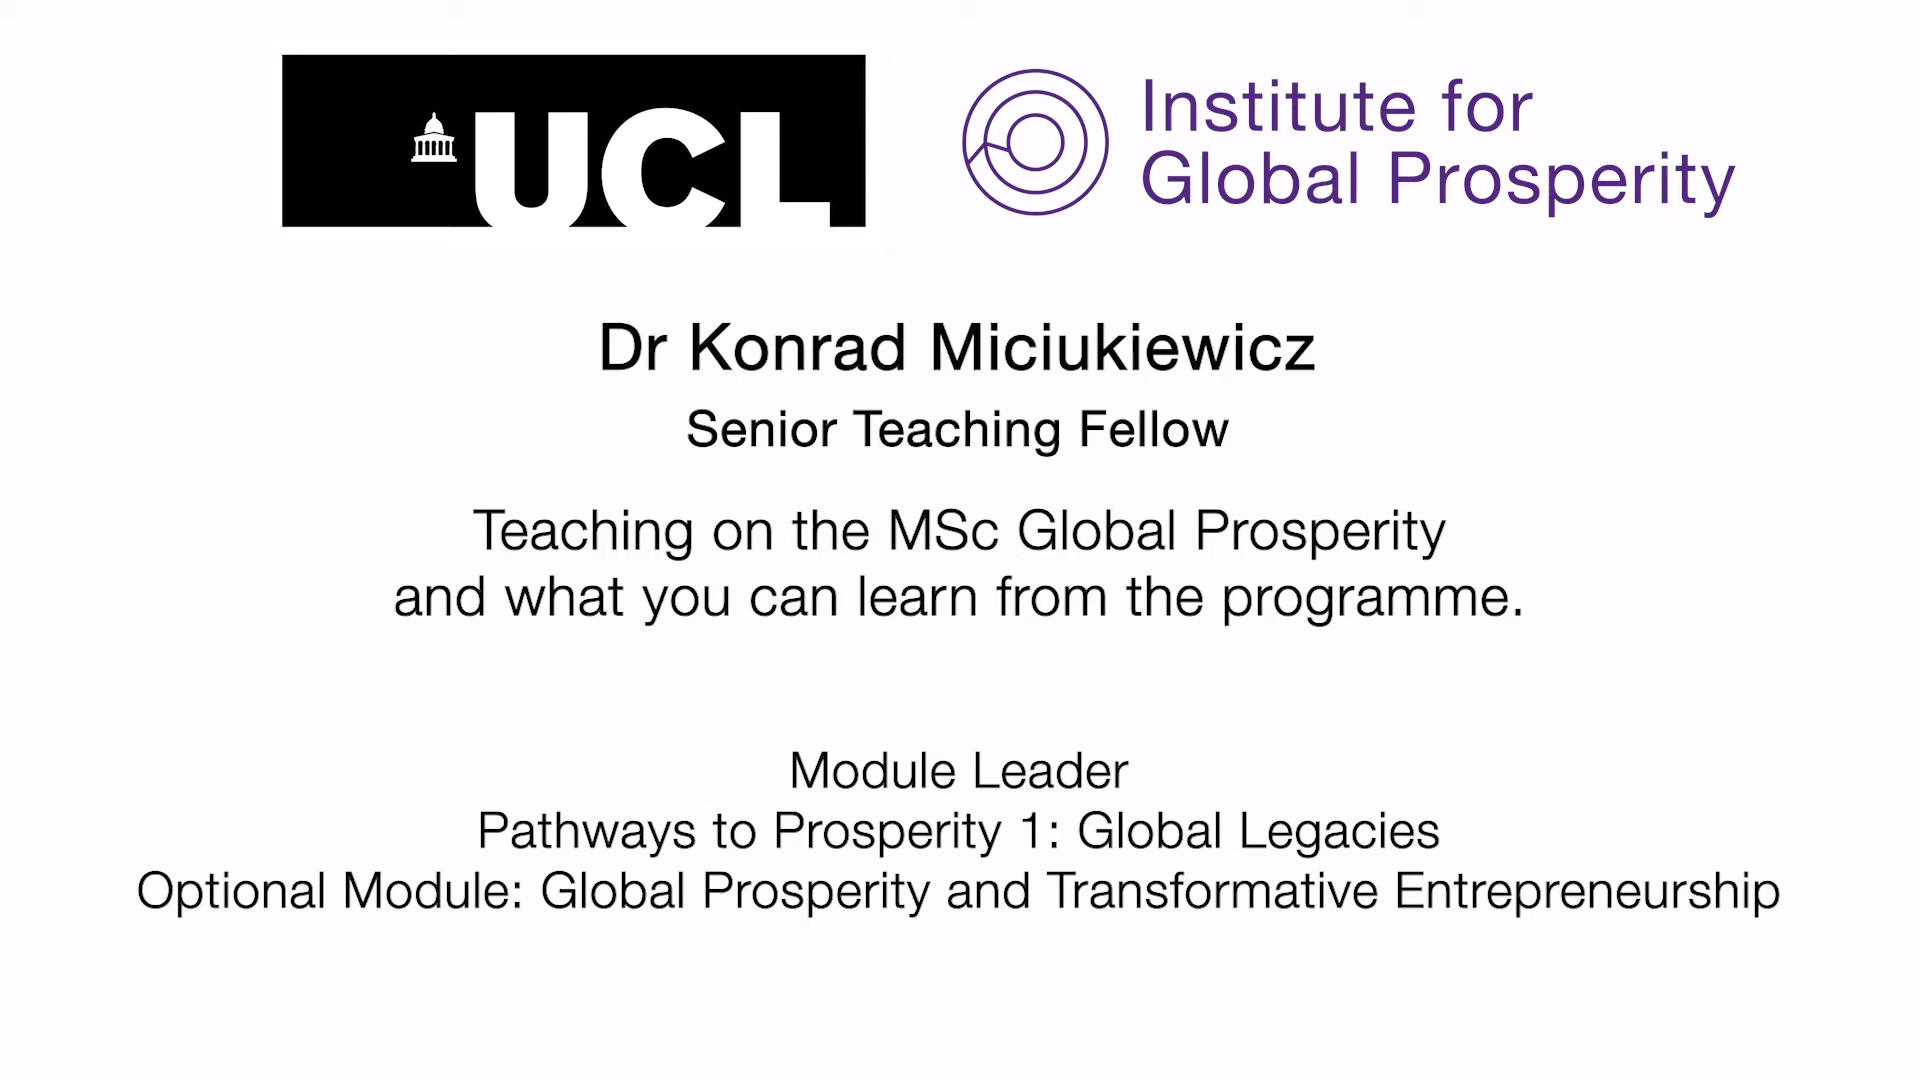 UCL
Institute for
Global Prosperity
Dr Konrad Miciukiewicz
Senior Teaching Fellow
Teaching on the MSc Global Prosperity
and what you can learn from the programme.
Module Leader
Pathways to Prosperity 1: Global Legacies
Optional Module: Global Prosperity and Transformative Entrepreneurship